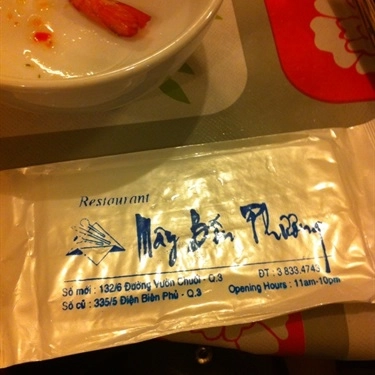 Restaurant
Mây Bốn Phương
Số mới : 132/6 Đường Vườn Chuối - Q.3
ĐT : 3 833.4743
Số cũ : 335/5 Điện Biên Phủ - Q.3
Opening Hours : 11am-10pm